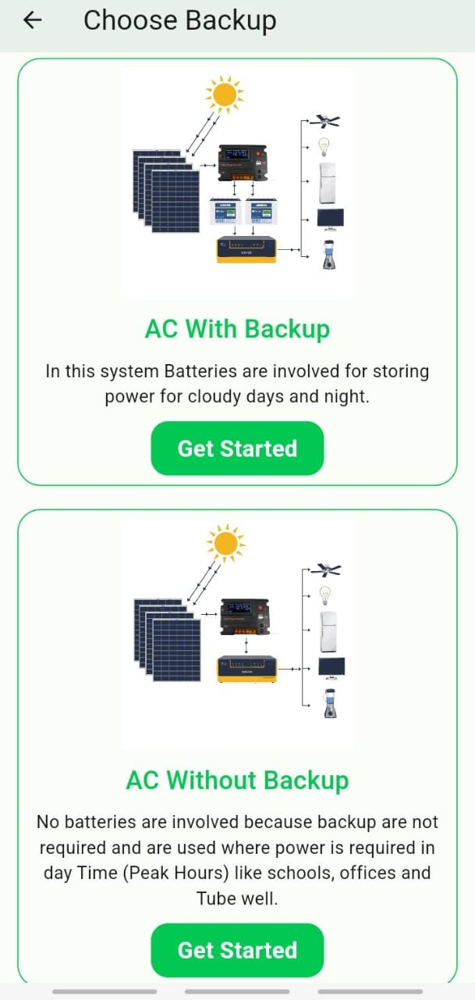 Choose Backup
AC With Backup
In this system Batteries are involved for storing
power for cloudy days and night.
Get Started
AC Without Backup
No batteries are involved because backup are not
required and are used where power is required in
day Time (Peak Hours) like schools, offices and
Tube well.
Get Started